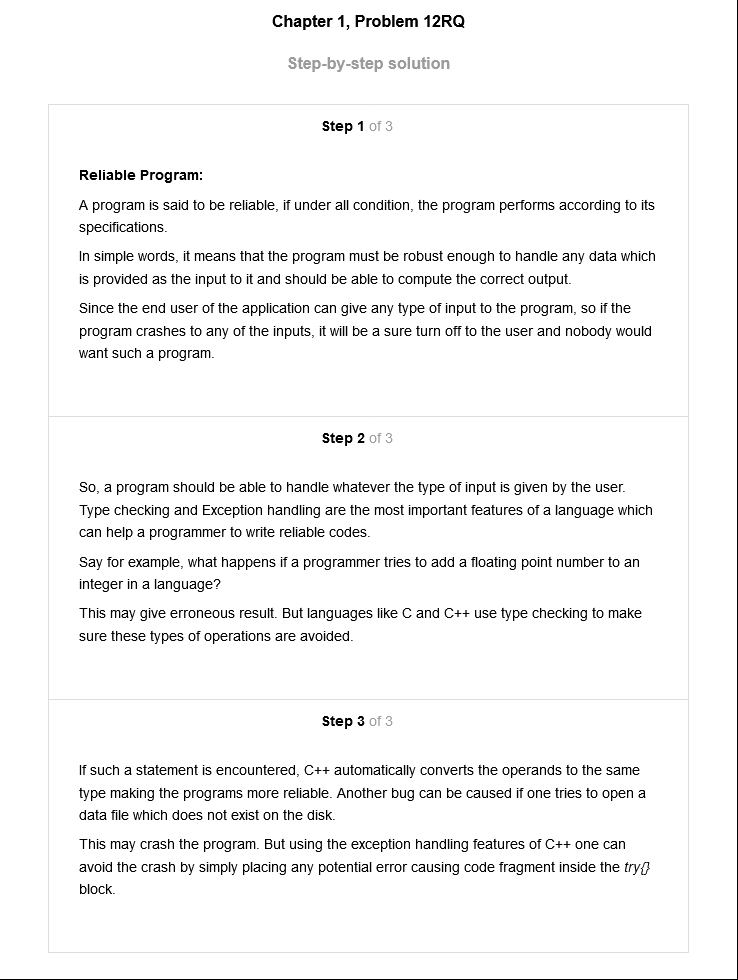 Chapter 1, Problem 12RQ
Step-by-step solution
Step 1 of 3
Reliable Program:
A program is said to be reliable, if under all condition, the program performs according to its
specifications.
In simple words, it means that the program must be robust enough to handle any data which
is provided as the input to it and should be able to compute the correct output.
Since the end user of the application can give any type of input to the program, so if the
program crashes to any of the inputs, it will be a sure turn off to the user and nobody would
want such a program.
Step 2 of 3
So, a program should be able to handle whatever the type of input is given by the user.
Type checking and Exception handling are the most important features of a language which
can help a programmer to write reliable codes.
Say for example, what happens if a programmer tries to add a floating point number to an
integer in a language?
This may give erroneous result. But languages like C and C++ use type checking to make
sure these types of operations are avoided.
Step 3 of 3
If such a statement is encountered, C++ automatically converts the operands to the same
type making the programs more reliable. Another bug can be caused if one tries to open a
data file which does not exist on the disk.
This may crash the program. But using the exception handling features of C++ one can
avoid the crash by simply placing any potential error causing code fragment inside the try{}
block.